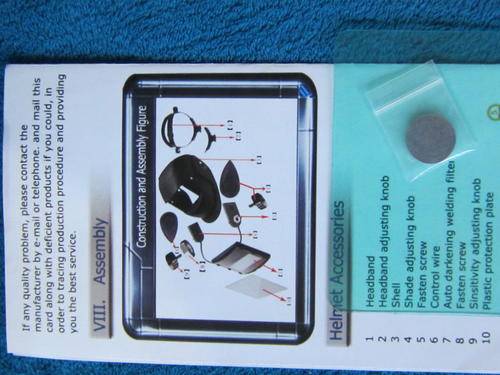 If any quality problem, please contact the
manufacturer by e-mail or telephone, and mail this
card along with deficient products if you could, in
order to tracing production procedure and providing
you the best service.
VIII. Assembly
Construction and Assembly Figure
Helmet Accessories
1 Headband
2 Headband adjusting knob
3 Shell
4 Shade adjusting knob
5 Fasten screw
6 Control wire
7 Auto darkening welding filter
8 Fasten screw
9 Sinsitivity adjusting knob
10 Plastic protection plate